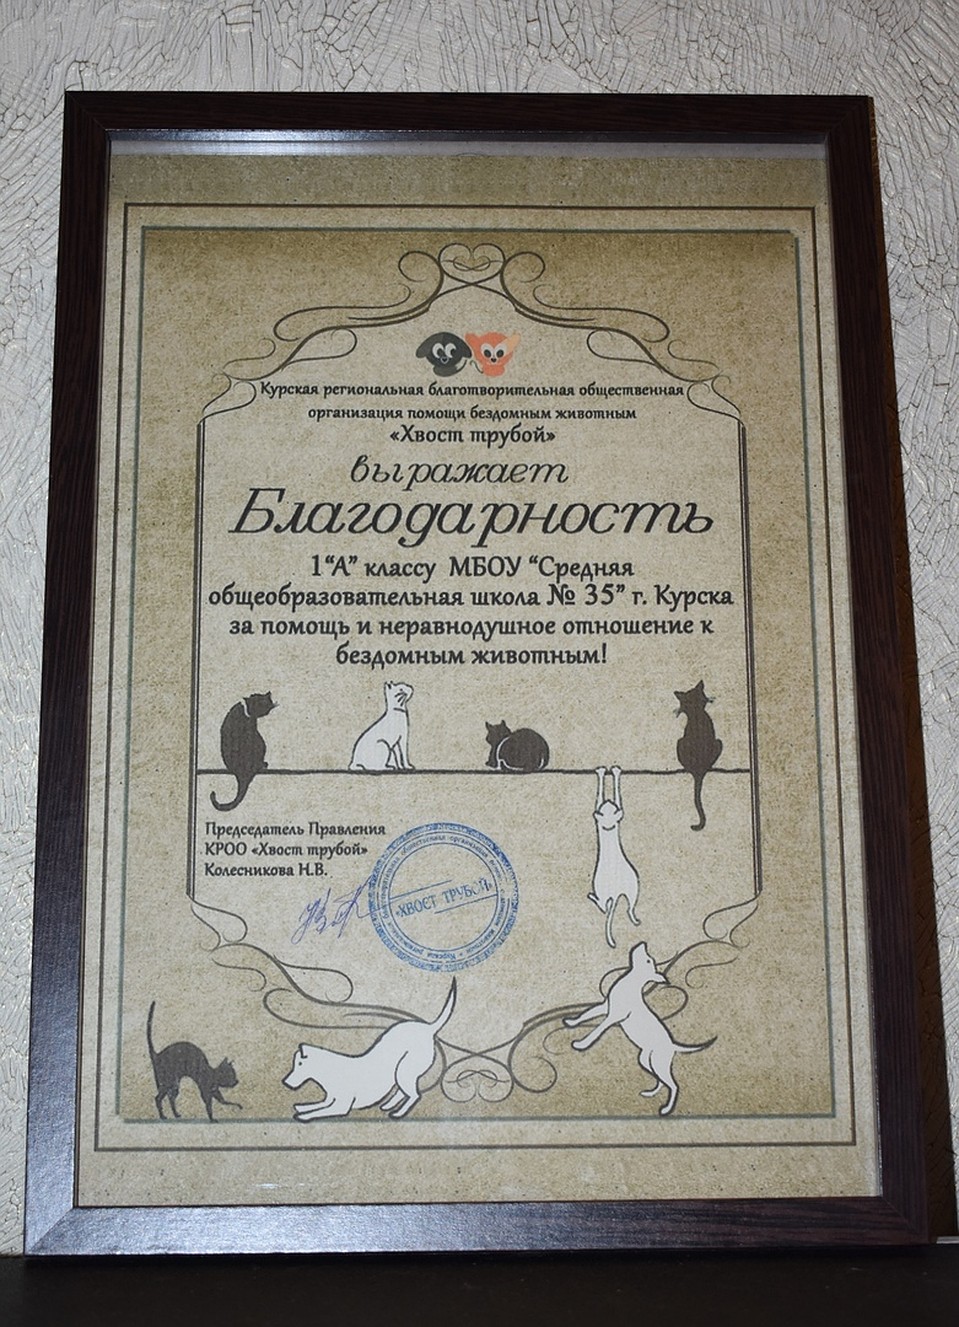 Курская региональная благотворительная общественная
организация помощи бездомным животным
«Хвост трубой»
выражает
Благодарность
1“А” классу МБОУ “Средняя
общеобразовательная школа № 35” г. Курска
за помощь и неравнодушное отношение к
бездомным животным!
Председатель Правления
КРОО «Хвост трубой»
Колесникова Н.В.
«ХВОСТ ТРУБОЙ»